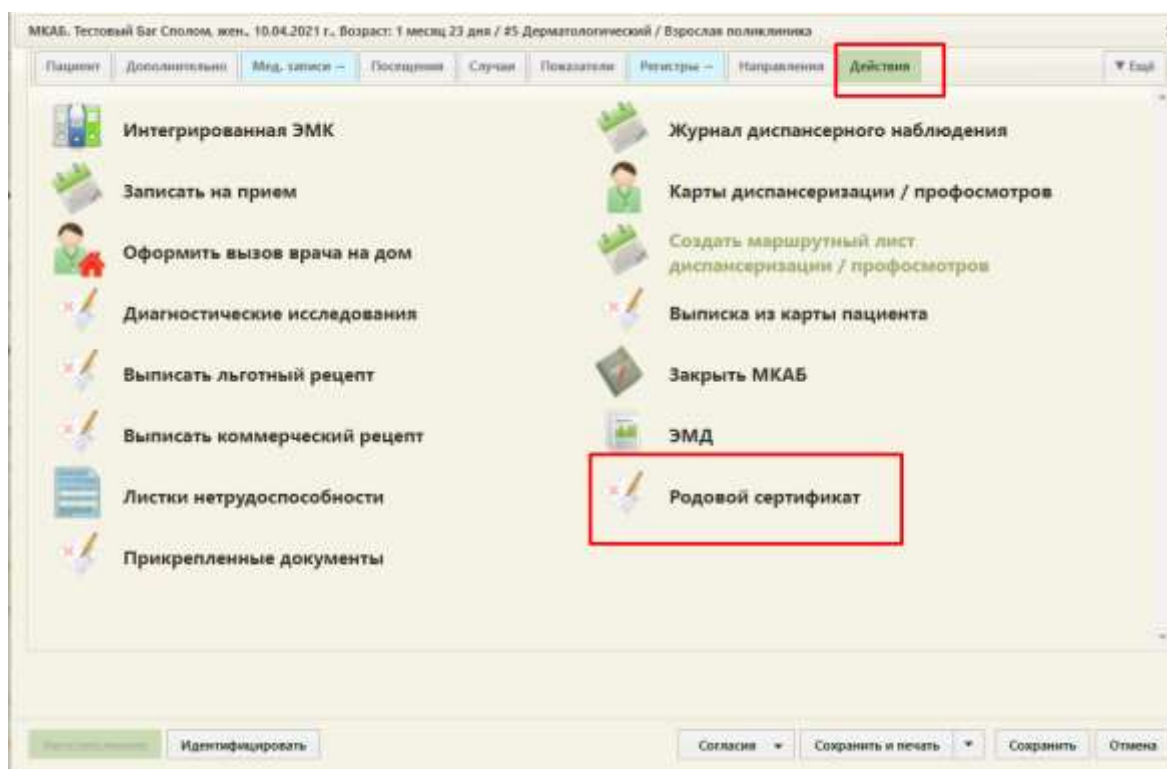 МКАБ. Тестовый Баг Сполом, жен., 10.04.2021 г., Возраст: 1 месяц 23 дня / #5 Дерматологический / Взрослая поликлиника
Пациент Дополнительно Мед. записи – Посещения Случаи Показатели Регистры – Направления Действия Ещё
Интегрированная ЭМК
Журнал диспансерного наблюдения
Записать на прием
Карты диспансеризации / профосмотров
Оформить вызов врача на дом
Создать маршрутный лист
диспансеризации / профосмотров
Диагностические исследования
Выписка из карты пациента
Выписать льготный рецепт
Закрыть МКАБ
Выписать коммерческий рецепт
ЭМД
Листки нетрудоспособности
Родовой сертификат
Прикрепленные документы
Идентифицировать Согласия Сохранить и печать Сохранить Отмена